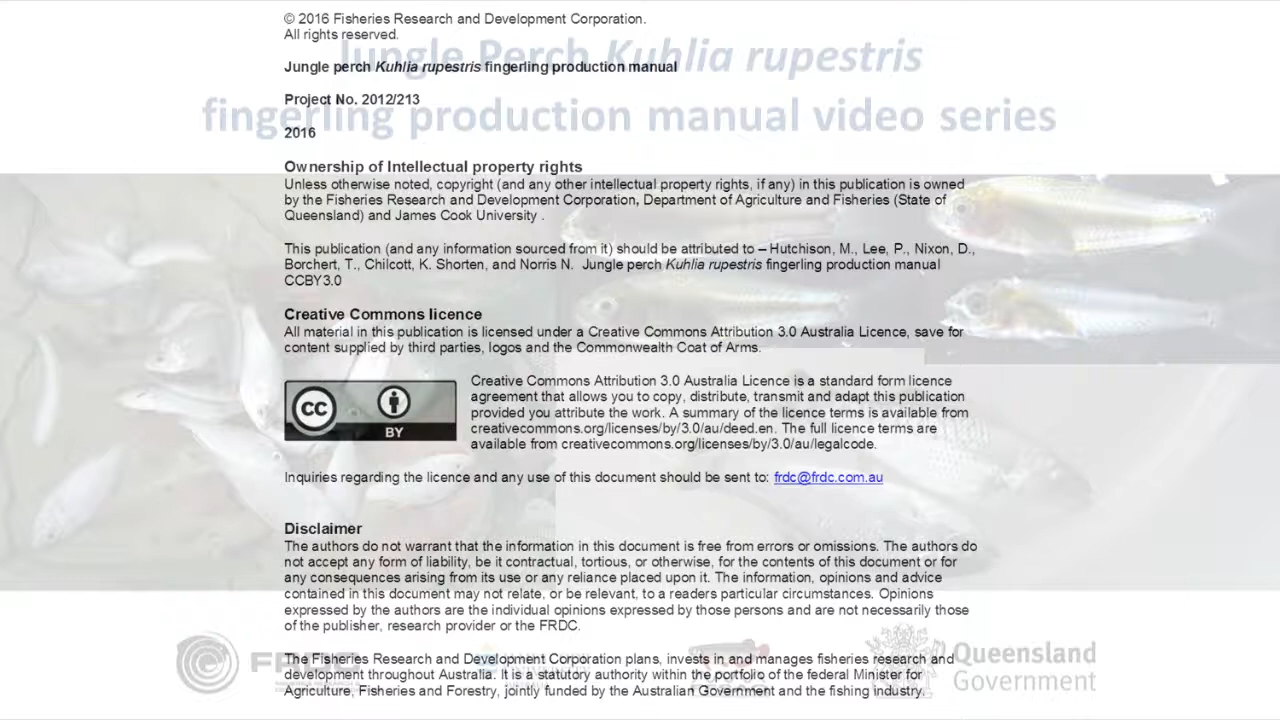 © 2016 Fisheries Research and Development Corporation.
All rights reserved.
Jungle Perch Kuhlia rupestris
Jungle perch Kuhlia rupestris fingerling production manual
Project No. 2012/213
fingerling production manual video series
2016
Ownership of Intellectual property rights
Unless otherwise noted, copyright (and any other intellectual property rights, if any) in this publication is owned
by the Fisheries Research and Development Corporation, Department of Agriculture and Fisheries (State of
Queensland) and James Cook University .
This publication (and any information sourced from it) should be attributed to – Hutchison, M., Lee, P., Nixon, D.,
Borchert, T., Chilcott, K. Shorten, and Norris N. Jungle perch Kuhlia rupestris fingerling production manual
CCBY3.0
Creative Commons licence
All material in this publication is licensed under a Creative Commons Attribution 3.0 Australia Licence, save for
content supplied by third parties, logos and the Commonwealth Coat of Arms.
Creative Commons Attribution 3.0 Australia Licence is a standard form licence
agreement that allows you to copy, distribute, transmit and adapt this publication
provided you attribute the work. A summary of the licence terms is available from
creativecommons.org/licenses/by/3.0/au/deed.en. The full licence terms are
available from creativecommons.org/licenses/by/3.0/au/legalcode.
CC
BY
Inquiries regarding the licence and any use of this document should be sent to: frdc@frdc.com.au
Disclaimer
The authors do not warrant that the information in this document is free from errors or omissions. The authors do
not accept any form of liability, be it contractual, tortious, or otherwise, for the contents of this document or for
any consequences arising from its use or any reliance placed upon it. The information, opinions and advice
contained in this document may not relate, or be relevant, to a readers particular circumstances. Opinions
expressed by the authors are the individual opinions expressed by those persons and are not necessarily those
of the publisher, research provider or the FRDC.
The Fisheries Research and Development Corporation plans, invests in and manages fisheries research and
development throughout Australia. It is a statutory authority within the portfolio of the federal Minister for
Agriculture, Fisheries and Forestry, jointly funded by the Australian Government and the fishing industry.
FRDC
Queensland
Government